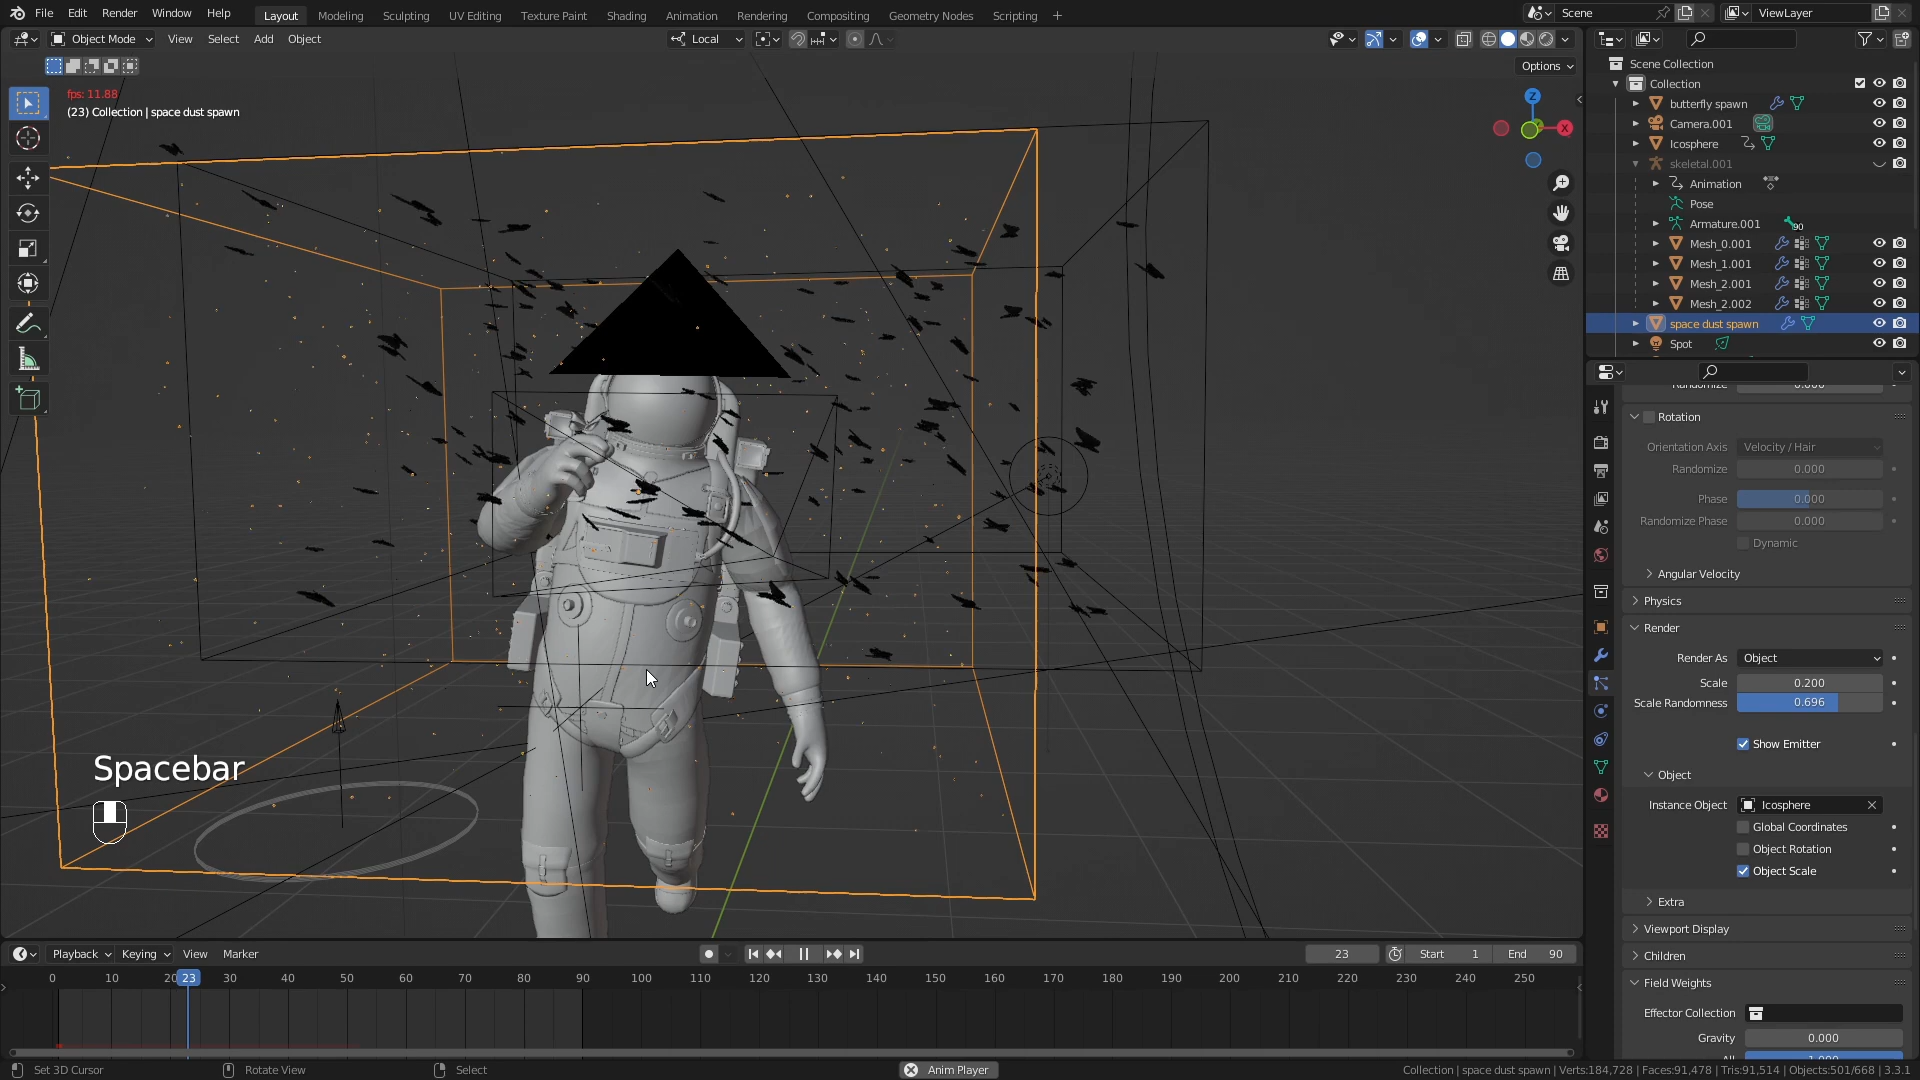 File Edit Render Window Help Layout Modeling Sculpting UV Editing Texture Paint Shading Animation Rendering Compositing Geometry Nodes Scripting + Scene ViewLayer
Object Mode View Select Add Object Local
Options
fps: 11.88
(23) Collection | space dust spawn
Z
X
Scene Collection
Collection
butterfly spawn
Camera.001
Icosphere
skeletal.001
Animation
Pose
Armature.001 90
Mesh_0.001
Mesh_1.001
Mesh_2.001
Mesh_2.002
space dust spawn
Spot
Rotation
Orientation Axis Velocity / Hair
Randomize 0.000
Phase 0.000
Randomize Phase 0.000
Dynamic
Angular Velocity
Physics
Render
Render As Object
Scale 0.200
Scale Randomness 0.696
Show Emitter
Object
Instance Object Icosphere
Global Coordinates
Object Rotation
Object Scale
Extra
Viewport Display
Children
Field Weights
Effector Collection
Gravity 0.000
Spacebar
Playback Keying View Marker 23 Start 1 End 90
0 10 20 23 30 40 50 60 70 80 90 100 110 120 130 140 150 160 170 180 190 200 210 220 230 240 250
Set 3D Cursor Rotate View Select Anim Player Collection | space dust spawn | Verts:184,728 | Faces:91,478 | Tris:91,514 | Objects:501/668 | 3.3.1